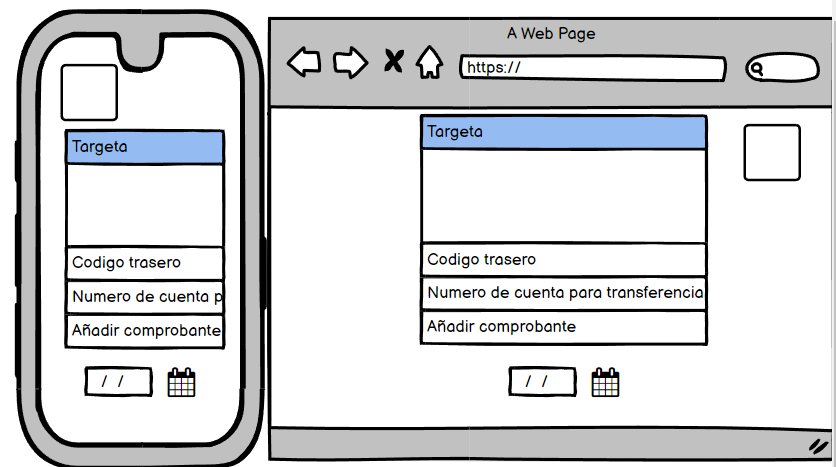 Targeta
Codigo trasero
Numero de cuenta p
Añadir comprobante
/ /
A Web Page
https://
Targeta
Codigo trasero
Numero de cuenta para transferencia
Añadir comprobante
/ /